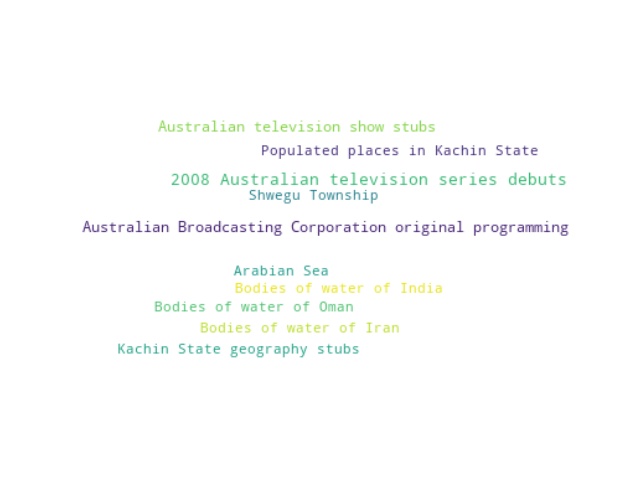 Australian television show stubs
Populated places in Kachin State
2008 Australian television series debuts
Shwegu Township
Australian Broadcasting Corporation original programming
Arabian Sea
Bodies of water of India
Bodies of water of Oman
Bodies of water of Iran
Kachin State geography stubs